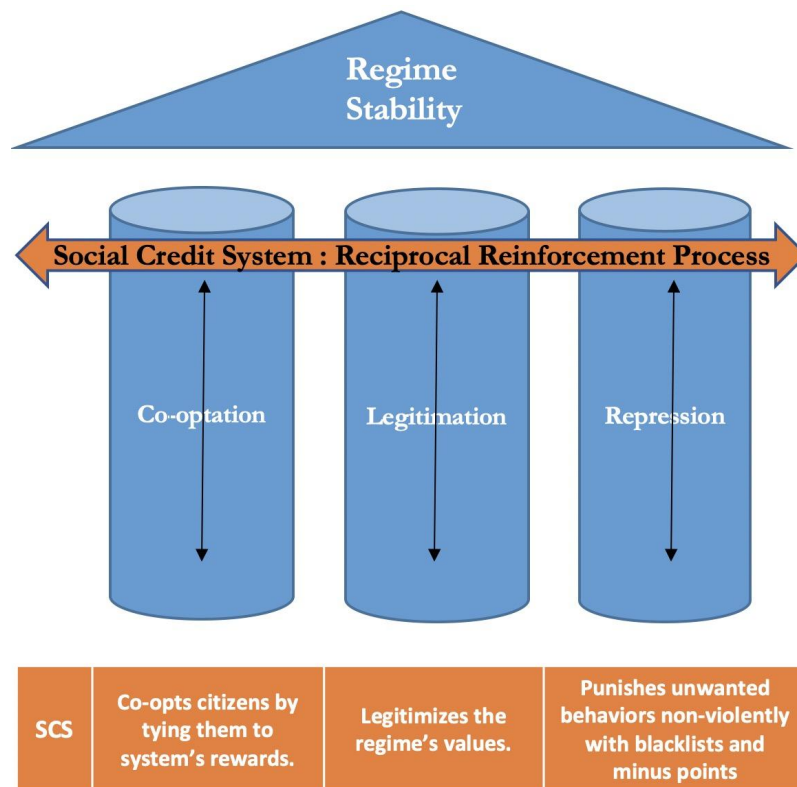 Regime
Stability
Social Credit System : Reciprocal Reinforcement Process
Co-optation
Legitimation
Repression
SCS
Co-opts citizens by
tying them to
system’s rewards.
Legitimizes the
regime’s values.
Punishes unwanted
behaviors non-violently
with blacklists and
minus points